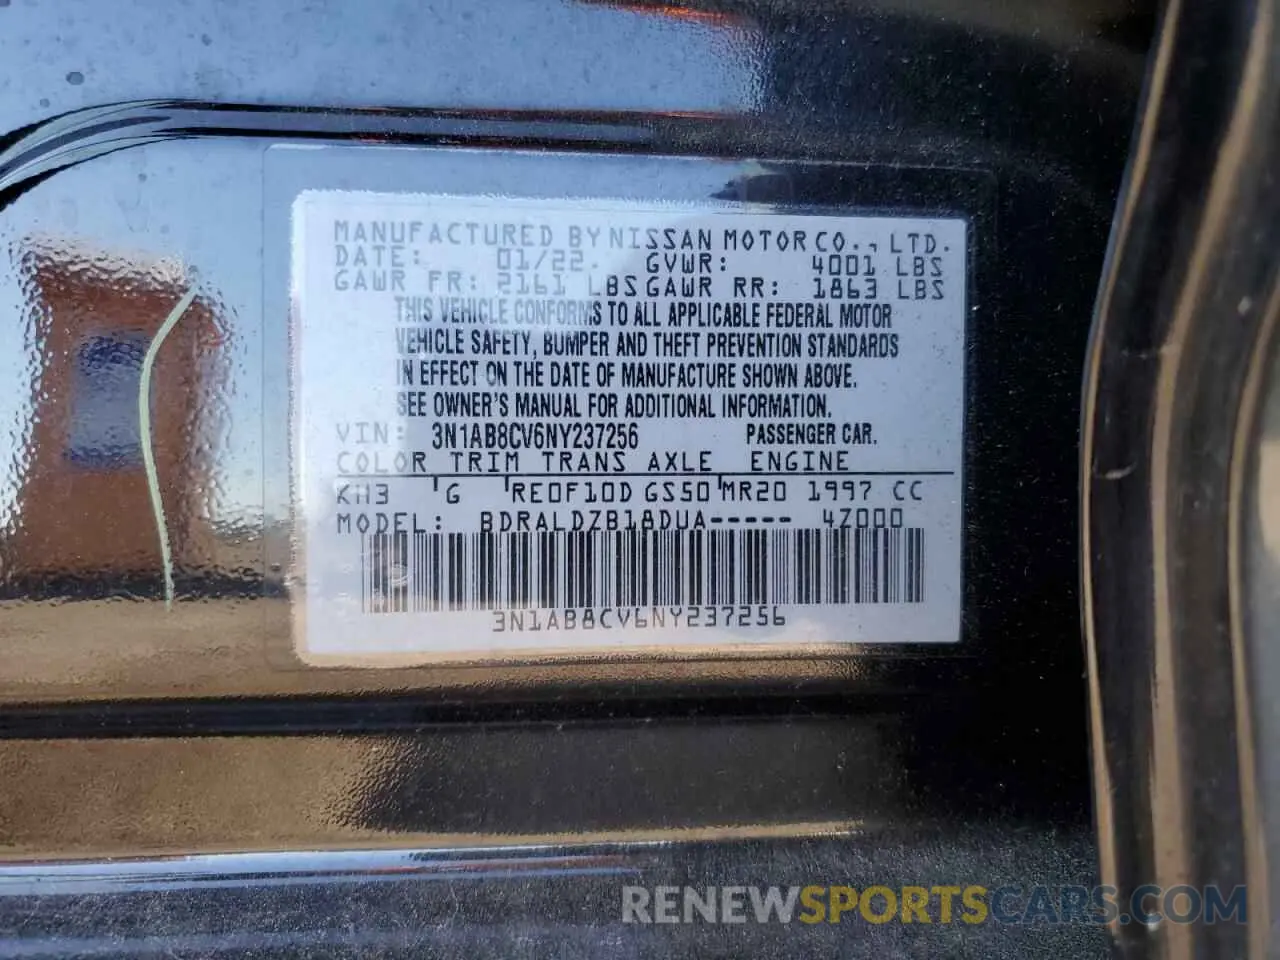 MANUFACTURED BY NISSAN MOTOR CO., LTD.
DATE: 01/22. GVWR: 4001 LBS
GAWR FR: 2161 LBS GAWR RR: 1863 LBS
THIS VEHICLE CONFORMS TO ALL APPLICABLE FEDERAL MOTOR
VEHICLE SAFETY, BUMPER AND THEFT PREVENTION STANDARDS
IN EFFECT ON THE DATE OF MANUFACTURE SHOWN ABOVE.
SEE OWNER'S MANUAL FOR ADDITIONAL INFORMATION.
VIN: 3N1AB8CV6NY237256 PASSENGER CAR.
COLOR TRIM TRANS AXLE ENGINE
KH3 G RE0F10D GS50 MR20 1997 CC
MODEL: BDRALDZB18DUA----- 4Z000
3N1AB8CV6NY237256
RENEWSPORTSCARS.COM